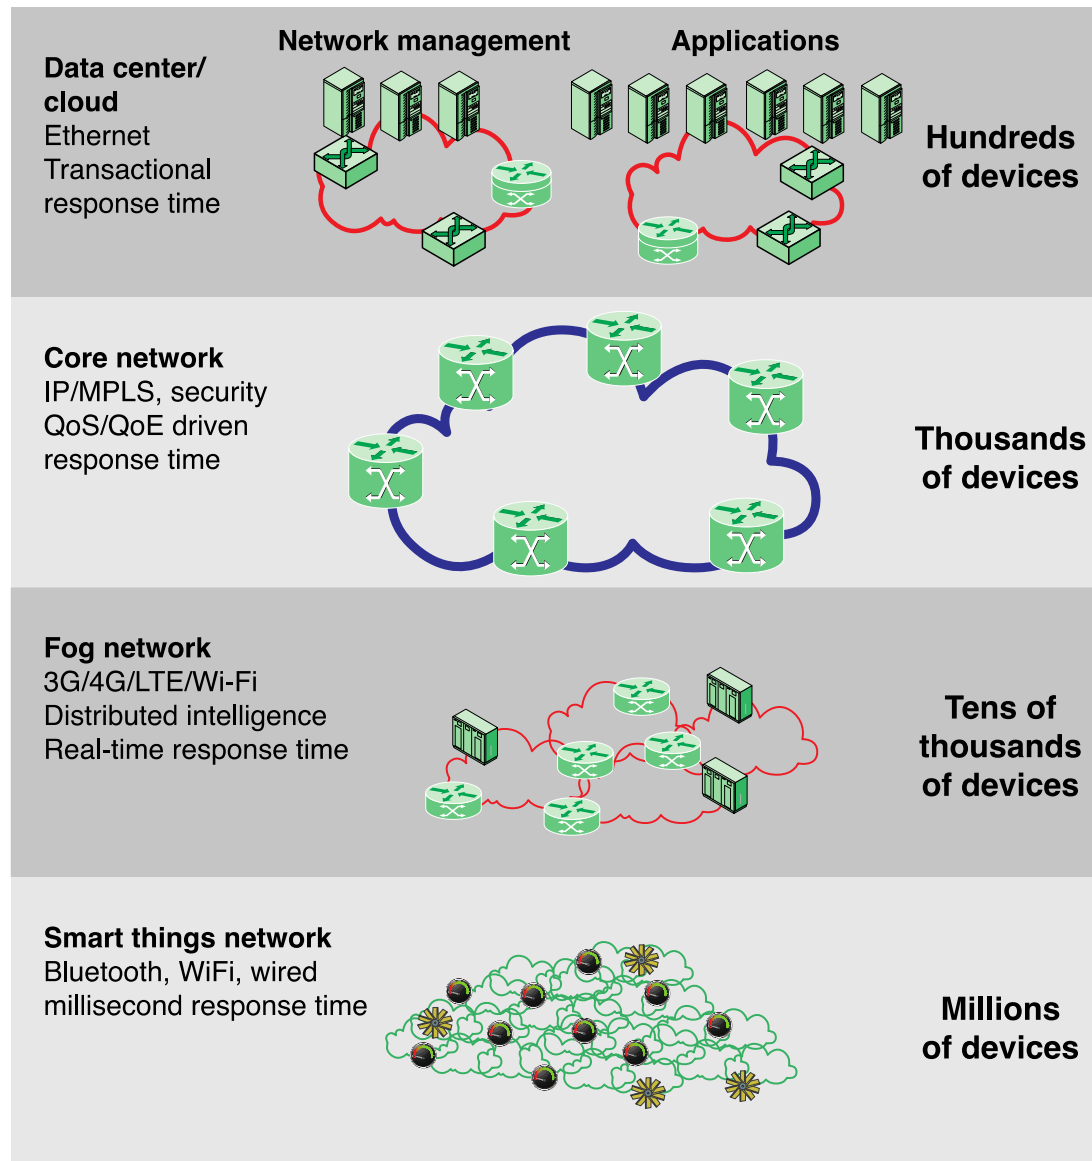 Network management
Applications
Data center/
cloud
Ethernet
Transactional
response time
Hundreds
of devices
Core network
IP/MPLS, security
QoS/QoE driven
response time
Thousands
of devices
Fog network
3G/4G/LTE/Wi-Fi
Distributed intelligence
Real-time response time
Tens of
thousands
of devices
Smart things network
Bluetooth, WiFi, wired
millisecond response time
Millions
of devices